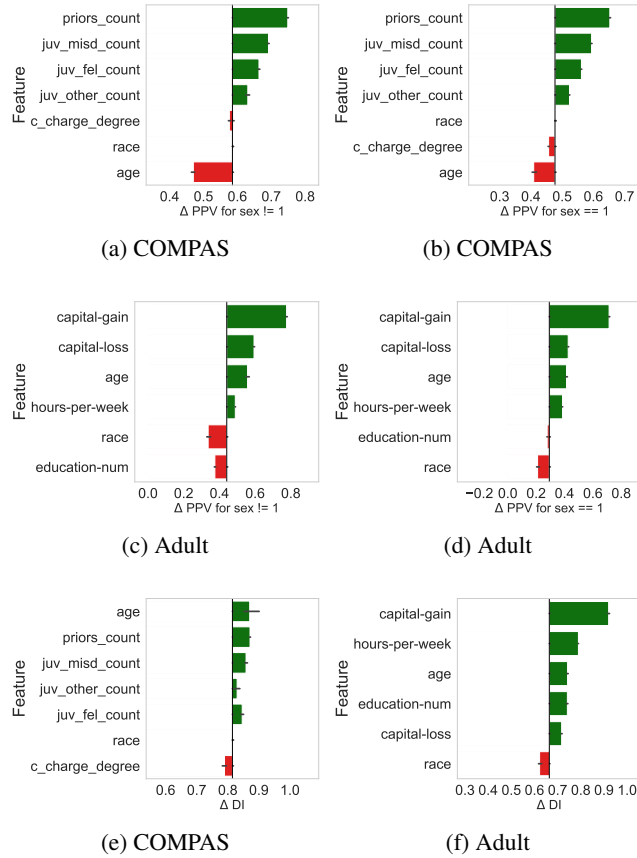 Feature
priors_count
juv_misd_count
juv_fel_count
juv_other_count
c_charge_degree
race
age
0.4 0.5 0.6 0.7 0.8
Δ PPV for sex != 1
(a) COMPAS
Feature
priors_count
juv_misd_count
juv_fel_count
juv_other_count
race
c_charge_degree
age
0.3 0.4 0.5 0.6 0.7
Δ PPV for sex == 1
(b) COMPAS
Feature
capital-gain
capital-loss
age
hours-per-week
race
education-num
0.0 0.2 0.4 0.6 0.8
Δ PPV for sex != 1
(c) Adult
Feature
capital-gain
capital-loss
age
hours-per-week
education-num
race
−0.2 0.0 0.2 0.4 0.6 0.8
Δ PPV for sex == 1
(d) Adult
Feature
age
priors_count
juv_misd_count
juv_other_count
juv_fel_count
race
c_charge_degree
0.6 0.7 0.8 0.9 1.0
Δ DI
(e) COMPAS
Feature
capital-gain
hours-per-week
age
education-num
capital-loss
race
0.3 0.4 0.5 0.6 0.7 0.8 0.9 1.0
Δ DI
(f) Adult